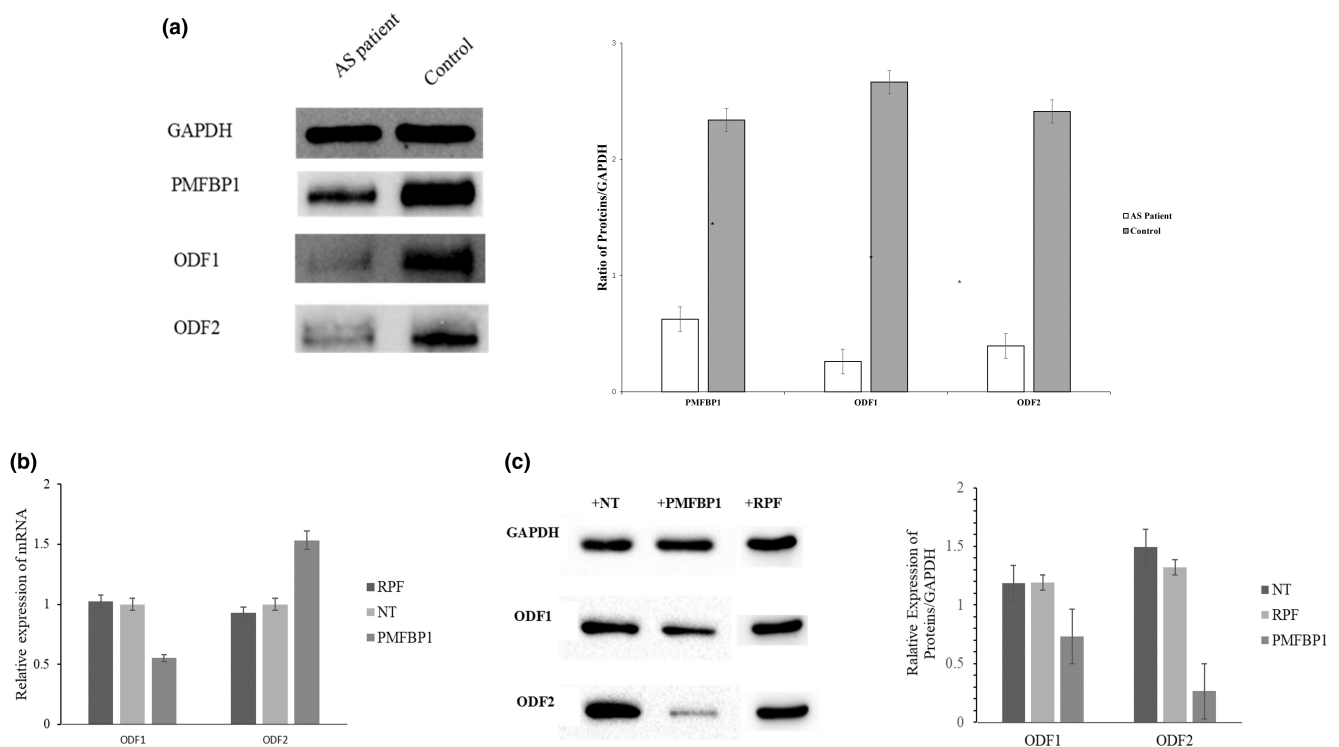 (a)
AS patient
Control
GAPDH
PMFBP1
ODF1
ODF2
Ratio of Proteins/GAPDH
3
2
1
0
*
*
*
PMFBP1
ODF1
ODF2
AS Patient
Control
(b)
Relative expression of mRNA
2
1.5
1
0.5
0
ODF1
ODF2
RPF
NT
PMFBP1
(c)
+NT
+PMFBP1
+RPF
GAPDH
ODF1
ODF2
Ralative Expression of
Proteins/GAPDH
2
1.5
1
0.5
0
ODF1
ODF2
NT
RPF
PMFBP1